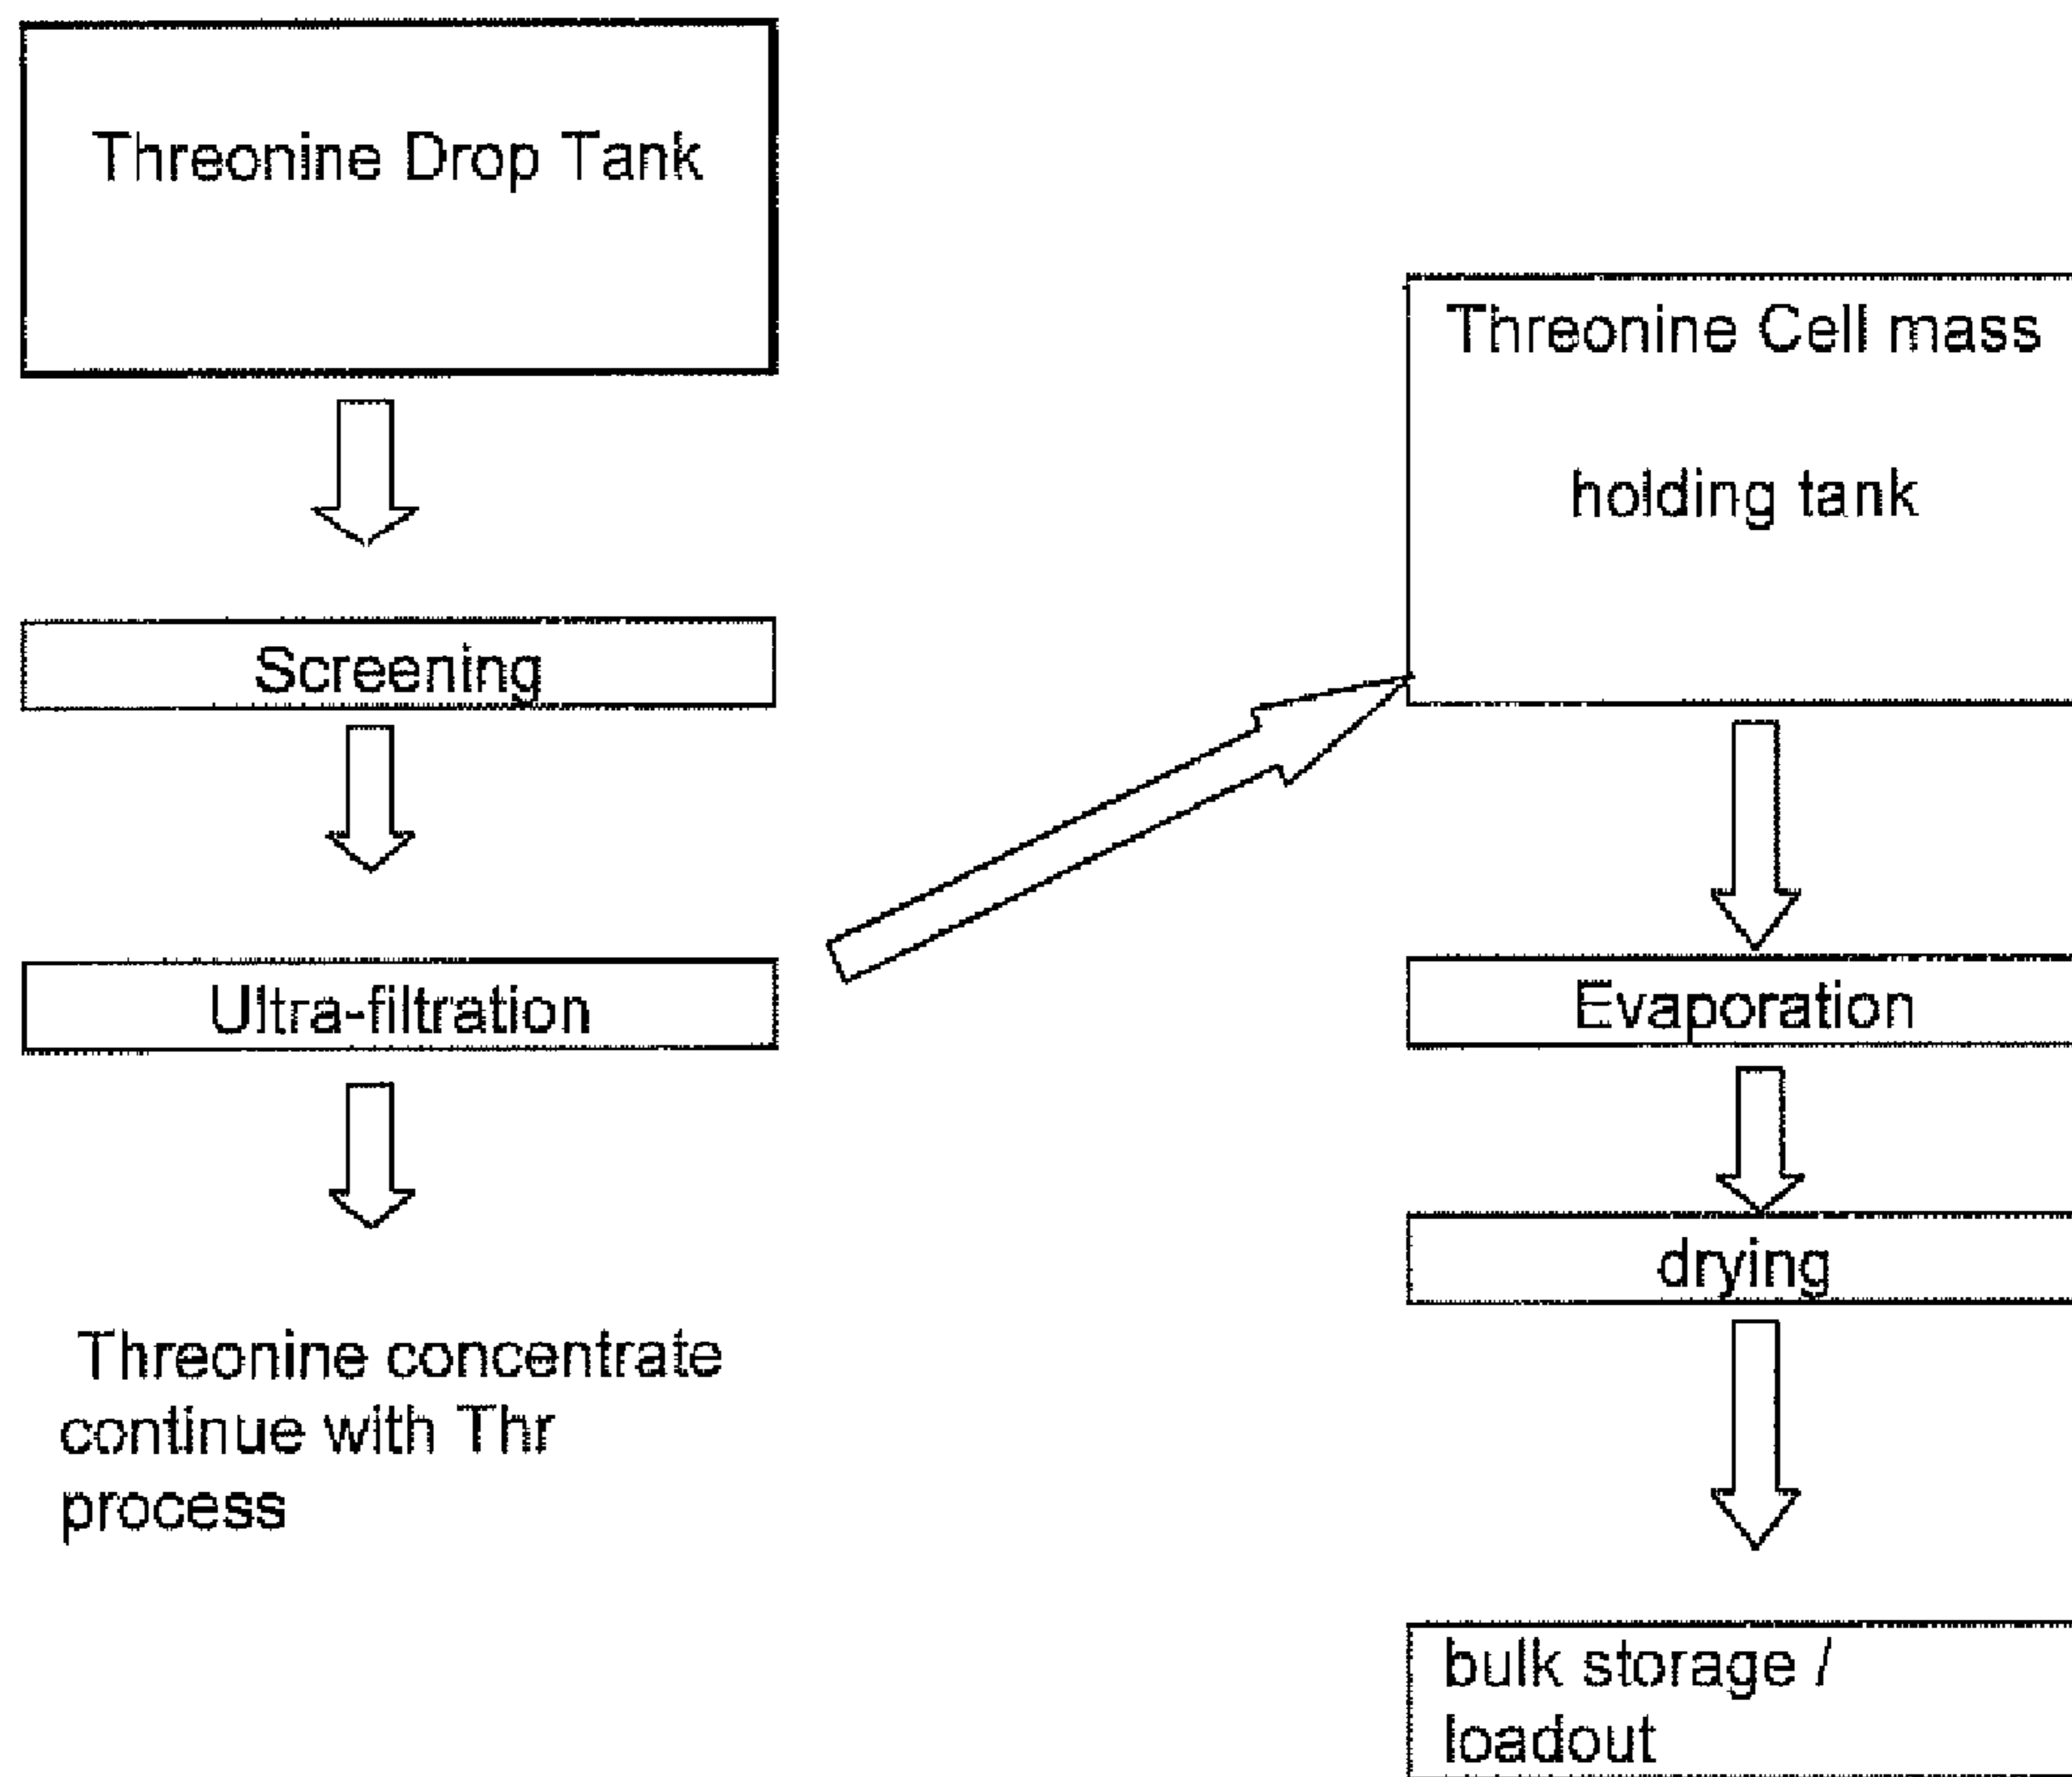 Threonine Drop Tank
Screening
Ultra-filtration
Threonine concentrate
continue with Thr
process
Threonine Cell mass
holding tank
Evaporation
drying
bulk storage /
loadout